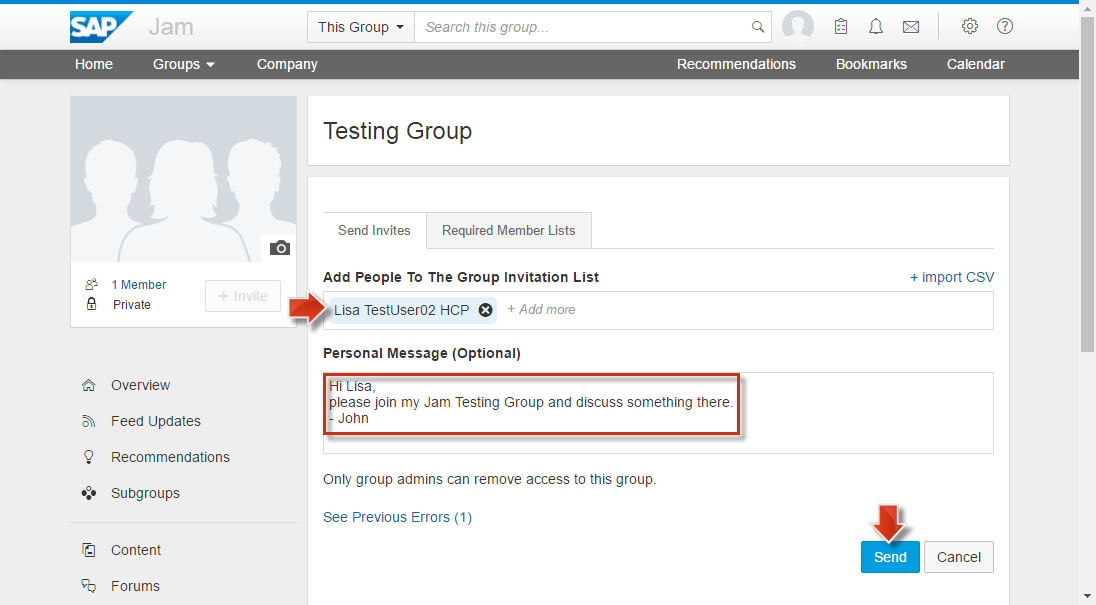 SAP Jam
This Group
Search this group...
Home
Groups
Company
Recommendations
Bookmarks
Calendar
1 Member
Private
+ Invite
Overview
Feed Updates
Recommendations
Subgroups
Content
Forums
Testing Group
Send Invites
Required Member Lists
Add People To The Group Invitation List
+ import CSV
Lisa TestUser02 HCP
+ Add more
Personal Message (Optional)
Hi Lisa,
please join my Jam Testing Group and discuss something there.
- John
Only group admins can remove access to this group.
See Previous Errors (1)
Send
Cancel